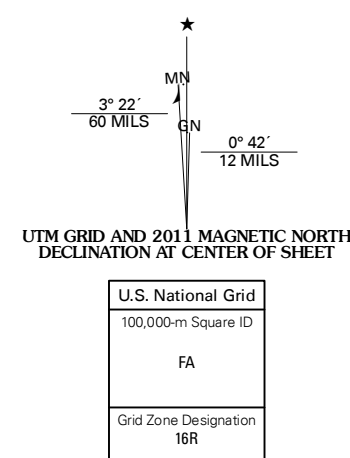 MN
3° 22´
60 MILS
GN
0° 42´
12 MILS
UTM GRID AND 2011 MAGNETIC NORTH
DECLINATION AT CENTER OF SHEET
U.S. National Grid
100,000-m Square ID
FA
Grid Zone Designation
16R